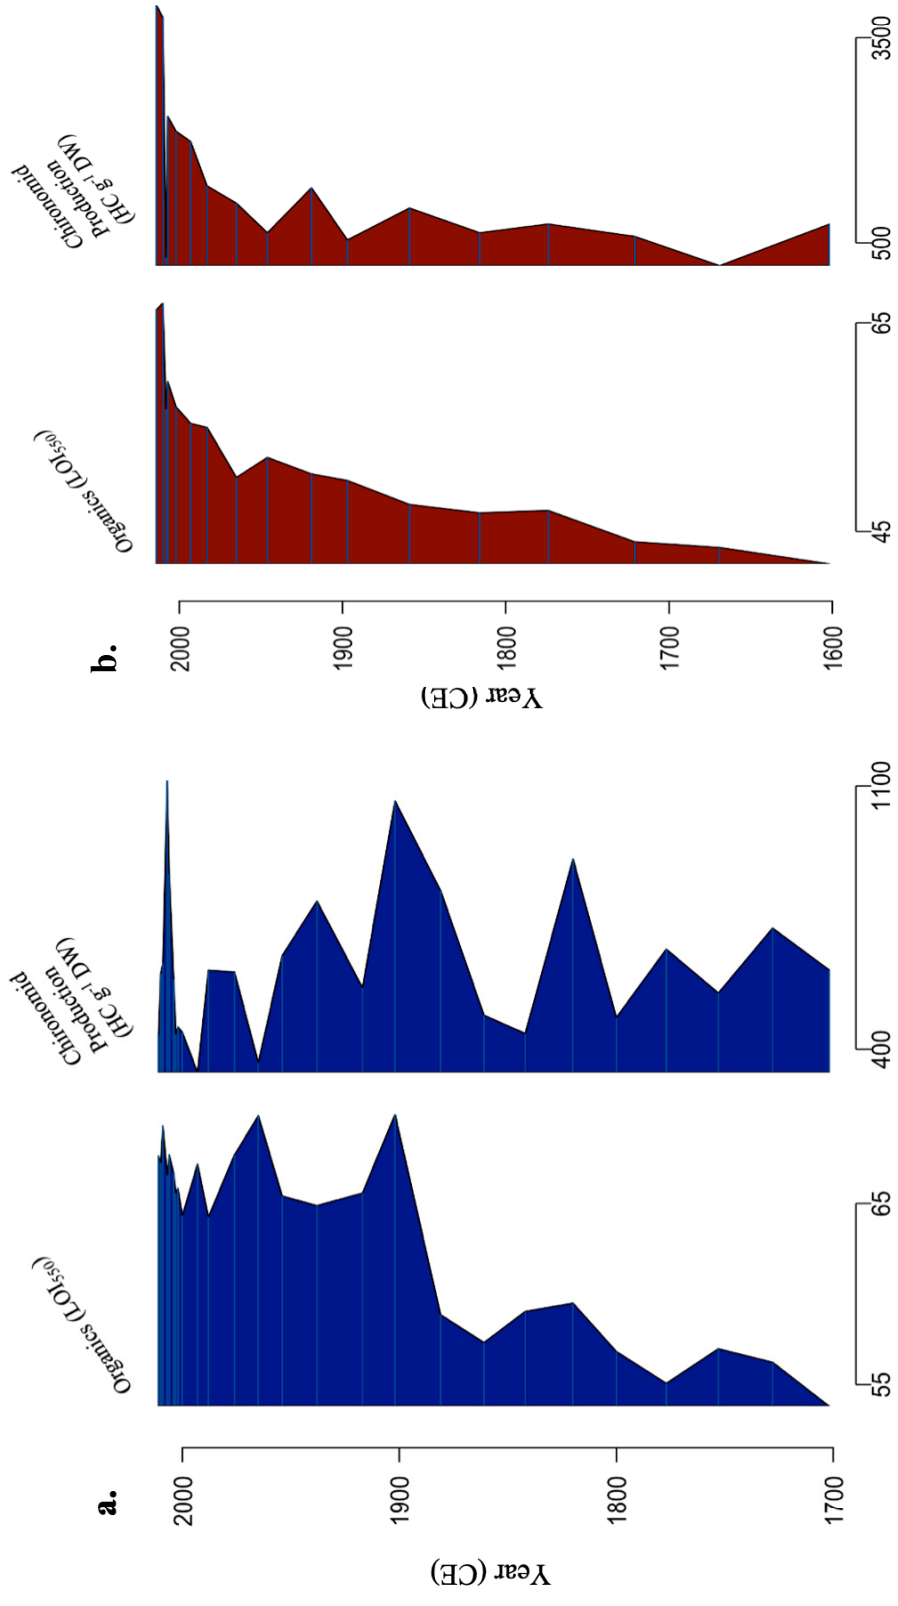 a.
Organics (LOI550)
Chironomid
Production
(HC g-1 DW)
Year (CE)
2000
1900
1800
1700
55
65
400
1100
b.
Organics (LOI550)
Chironomid
Production
(HC g-1 DW)
Year (CE)
2000
1900
1800
1700
1600
45
65
500
3500